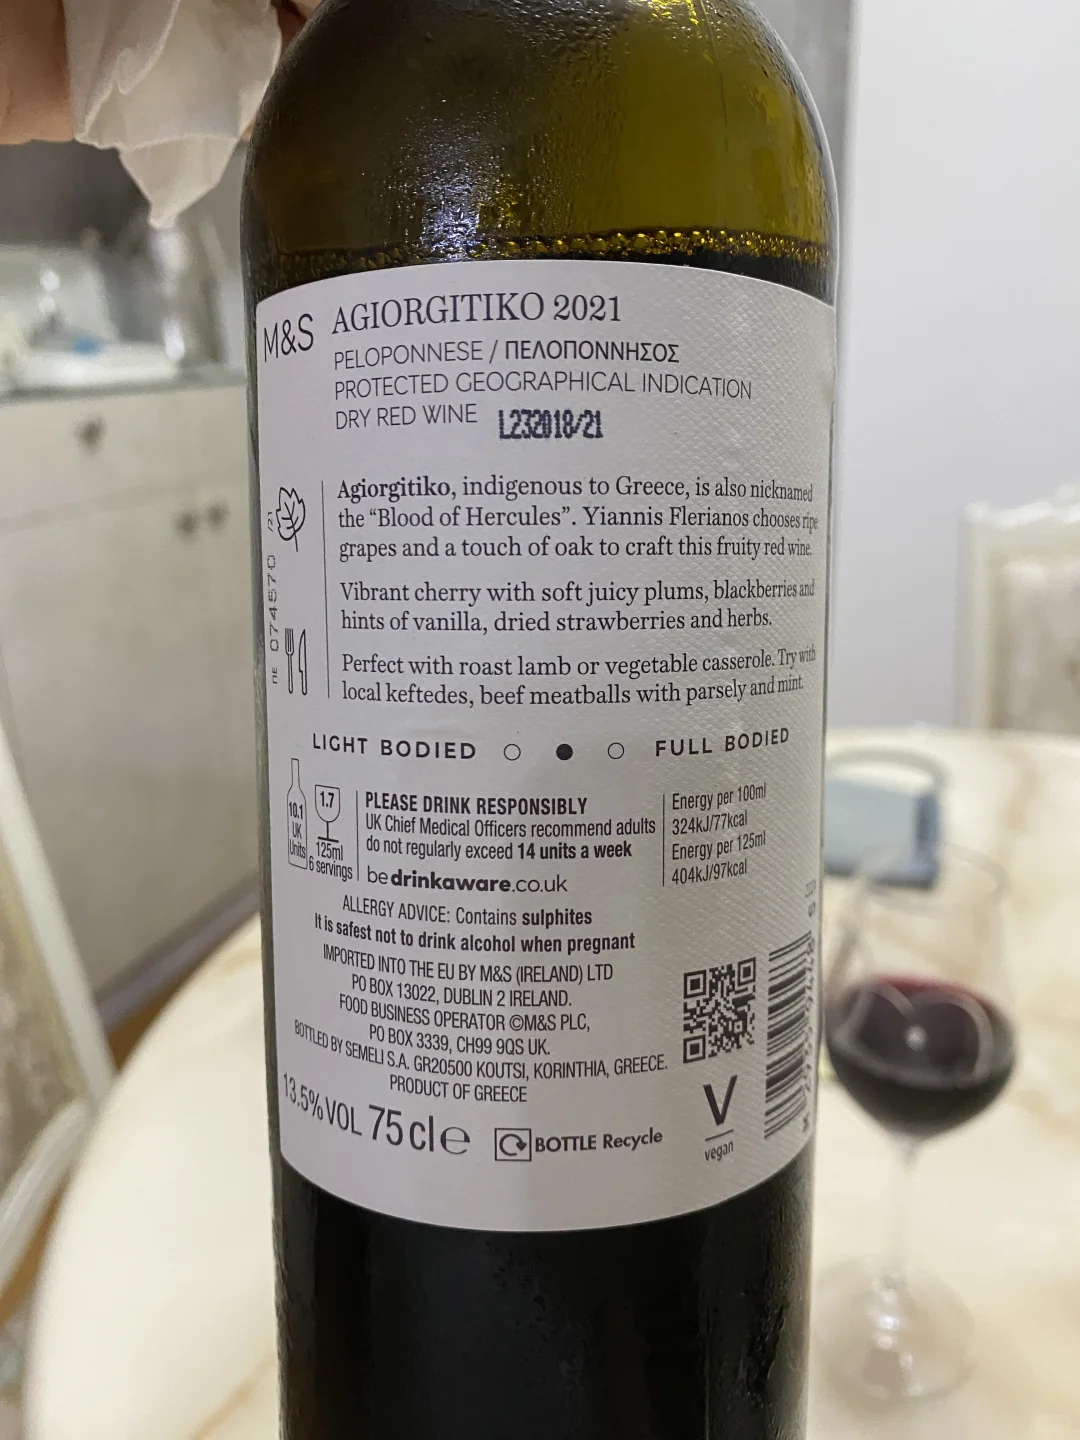 M&S
AGIORGITIKO 2021
PELOPONNESE / ΠΕΛΟΠΟΝΝΗΣΟΣ
PROTECTED GEOGRAPHICAL INDICATION
DRY RED WINE L232018/21
Agiorgitiko, indigenous to Greece, is also nicknamed
the “Blood of Hercules”. Yiannis Flerianos chooses ripe
grapes and a touch of oak to craft this fruity red wine.
Vibrant cherry with soft juicy plums, blackberries and
hints of vanilla, dried strawberries and herbs.
Perfect with roast lamb or vegetable casserole. Try with
local keftedes, beef meatballs with parsely and mint.
ΠΕ 074570 /21
LIGHT BODIED FULL BODIED
10.1
UK
Units
1.7
125ml
6 servings
PLEASE DRINK RESPONSIBLY
UK Chief Medical Officers recommend adults
do not regularly exceed 14 units a week
bedrinkaware.co.uk
Energy per 100ml
324kJ/77kcal
Energy per 125ml
404kJ/97kcal
ALLERGY ADVICE: Contains sulphites
It is safest not to drink alcohol when pregnant
IMPORTED INTO THE EU BY M&S (IRELAND) LTD
PO BOX 13022, DUBLIN 2 IRELAND.
FOOD BUSINESS OPERATOR ©M&S PLC,
PO BOX 3339, CH99 9QS UK.
BOTTLED BY SEMELI S.A. GR20500 KOUTSI, KORINTHIA, GREECE.
PRODUCT OF GREECE
13.5%VOL 75cl℮
BOTTLE Recycle
V
vegan